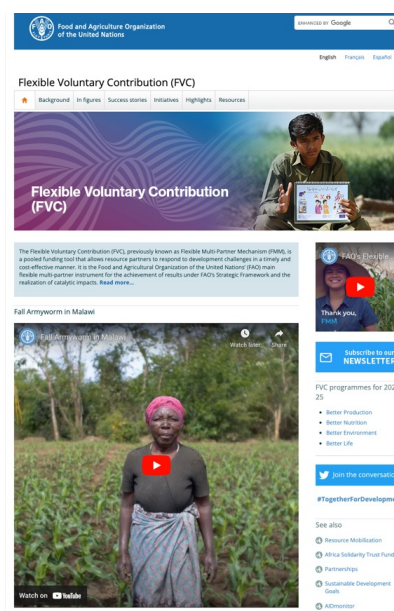 Food and Agriculture Organization
of the United Nations
ENHANCED BY Google
English Français Español
Flexible Voluntary Contribution (FVC)
Background In figures Success stories Initiatives Highlights Resources
Flexible Voluntary Contribution
(FVC)
The Flexible Voluntary Contribution (FVC), previously known as Flexible Multi-Partner Mechanism (FMM), is
a pooled funding tool that allows resource partners to respond to development challenges in a timely and
cost-effective manner. It is the Food and Agricultural Organization of the United Nations' (FAO) main
flexible multi-partner instrument for the achievement of results under FAO's Strategic Framework and the
realization of catalytic impacts. Read more...
FAO's Flexible
Thank you,
Fall Armyworm in Malawi
Fall Armyworm in Malawi
Watch later Share
Watch on YouTube
Subscribe to our
NEWSLETTER
FVC programmes for 202
25
Better Production
Better Nutrition
Better Environment
Better Life
Join the conversatio
#TogetherForDevelopme
See also
Resource Mobilization
Africa Solidarity Trust Fund
Partnerships
Sustainable Development
Goals
AIDmonitor